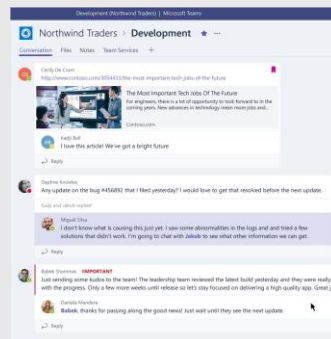 Development (Northwind Traders) | Microsoft Teams
Northwind Traders > Development ★ ···
Conversation Files Notes Team Services +
Cecily De Crum
http://www.contoso.com/3054433/the-most-important-tech-jobs-of-the-future
The Most Important Tech Jobs Of The Future
For engineers, there is a lot of opportunity to look forward to in the
coming years. New advances in technology mean more jobs and...
Contoso.com
Kadji Bell
I love this article! We've got a bright future
Reply
Daphne Knowles
Any update on the bug #456892 that I filed yesterday? I would love to get that resolved before the next update.
Kadji and Jakob replied
Miguel Silva
I don't know what is causing this just yet. I saw some abnormalities in the logs and tried a few
solutions that didn't work. I'm going to chat with Jakob to see what other information we can get.
Reply
Babek Shammas IMPORTANT
Just sending some kudos to the team! The leadership team reviewed the latest build yesterday and they were really
with the progress. Only a few more weeks until release so let's stay focused on delivering a high quality app. Great j
Daniela Mandera
Babek, thanks for passing along the good news! Just wait until they see the next update.
Reply